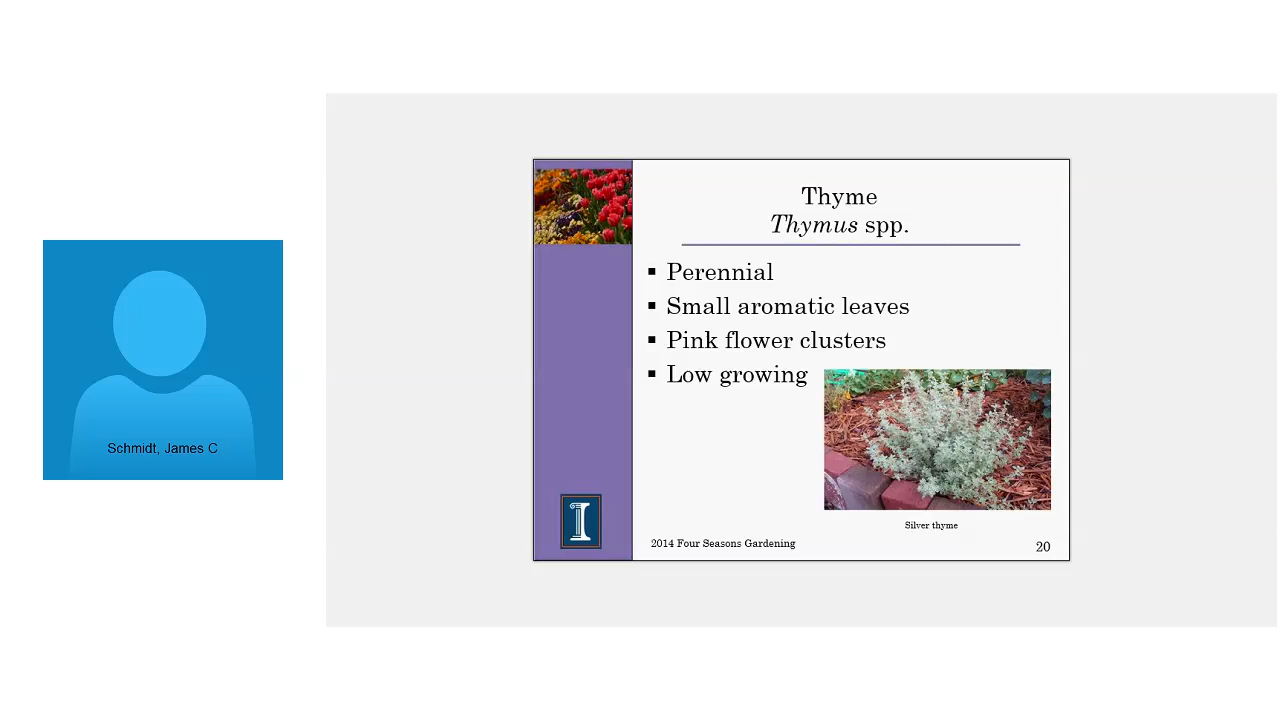 Schmidt, James C
Thyme
Thymus spp.
▪ Perennial
▪ Small aromatic leaves
▪ Pink flower clusters
▪ Low growing
Silver thyme
2014 Four Seasons Gardening
20